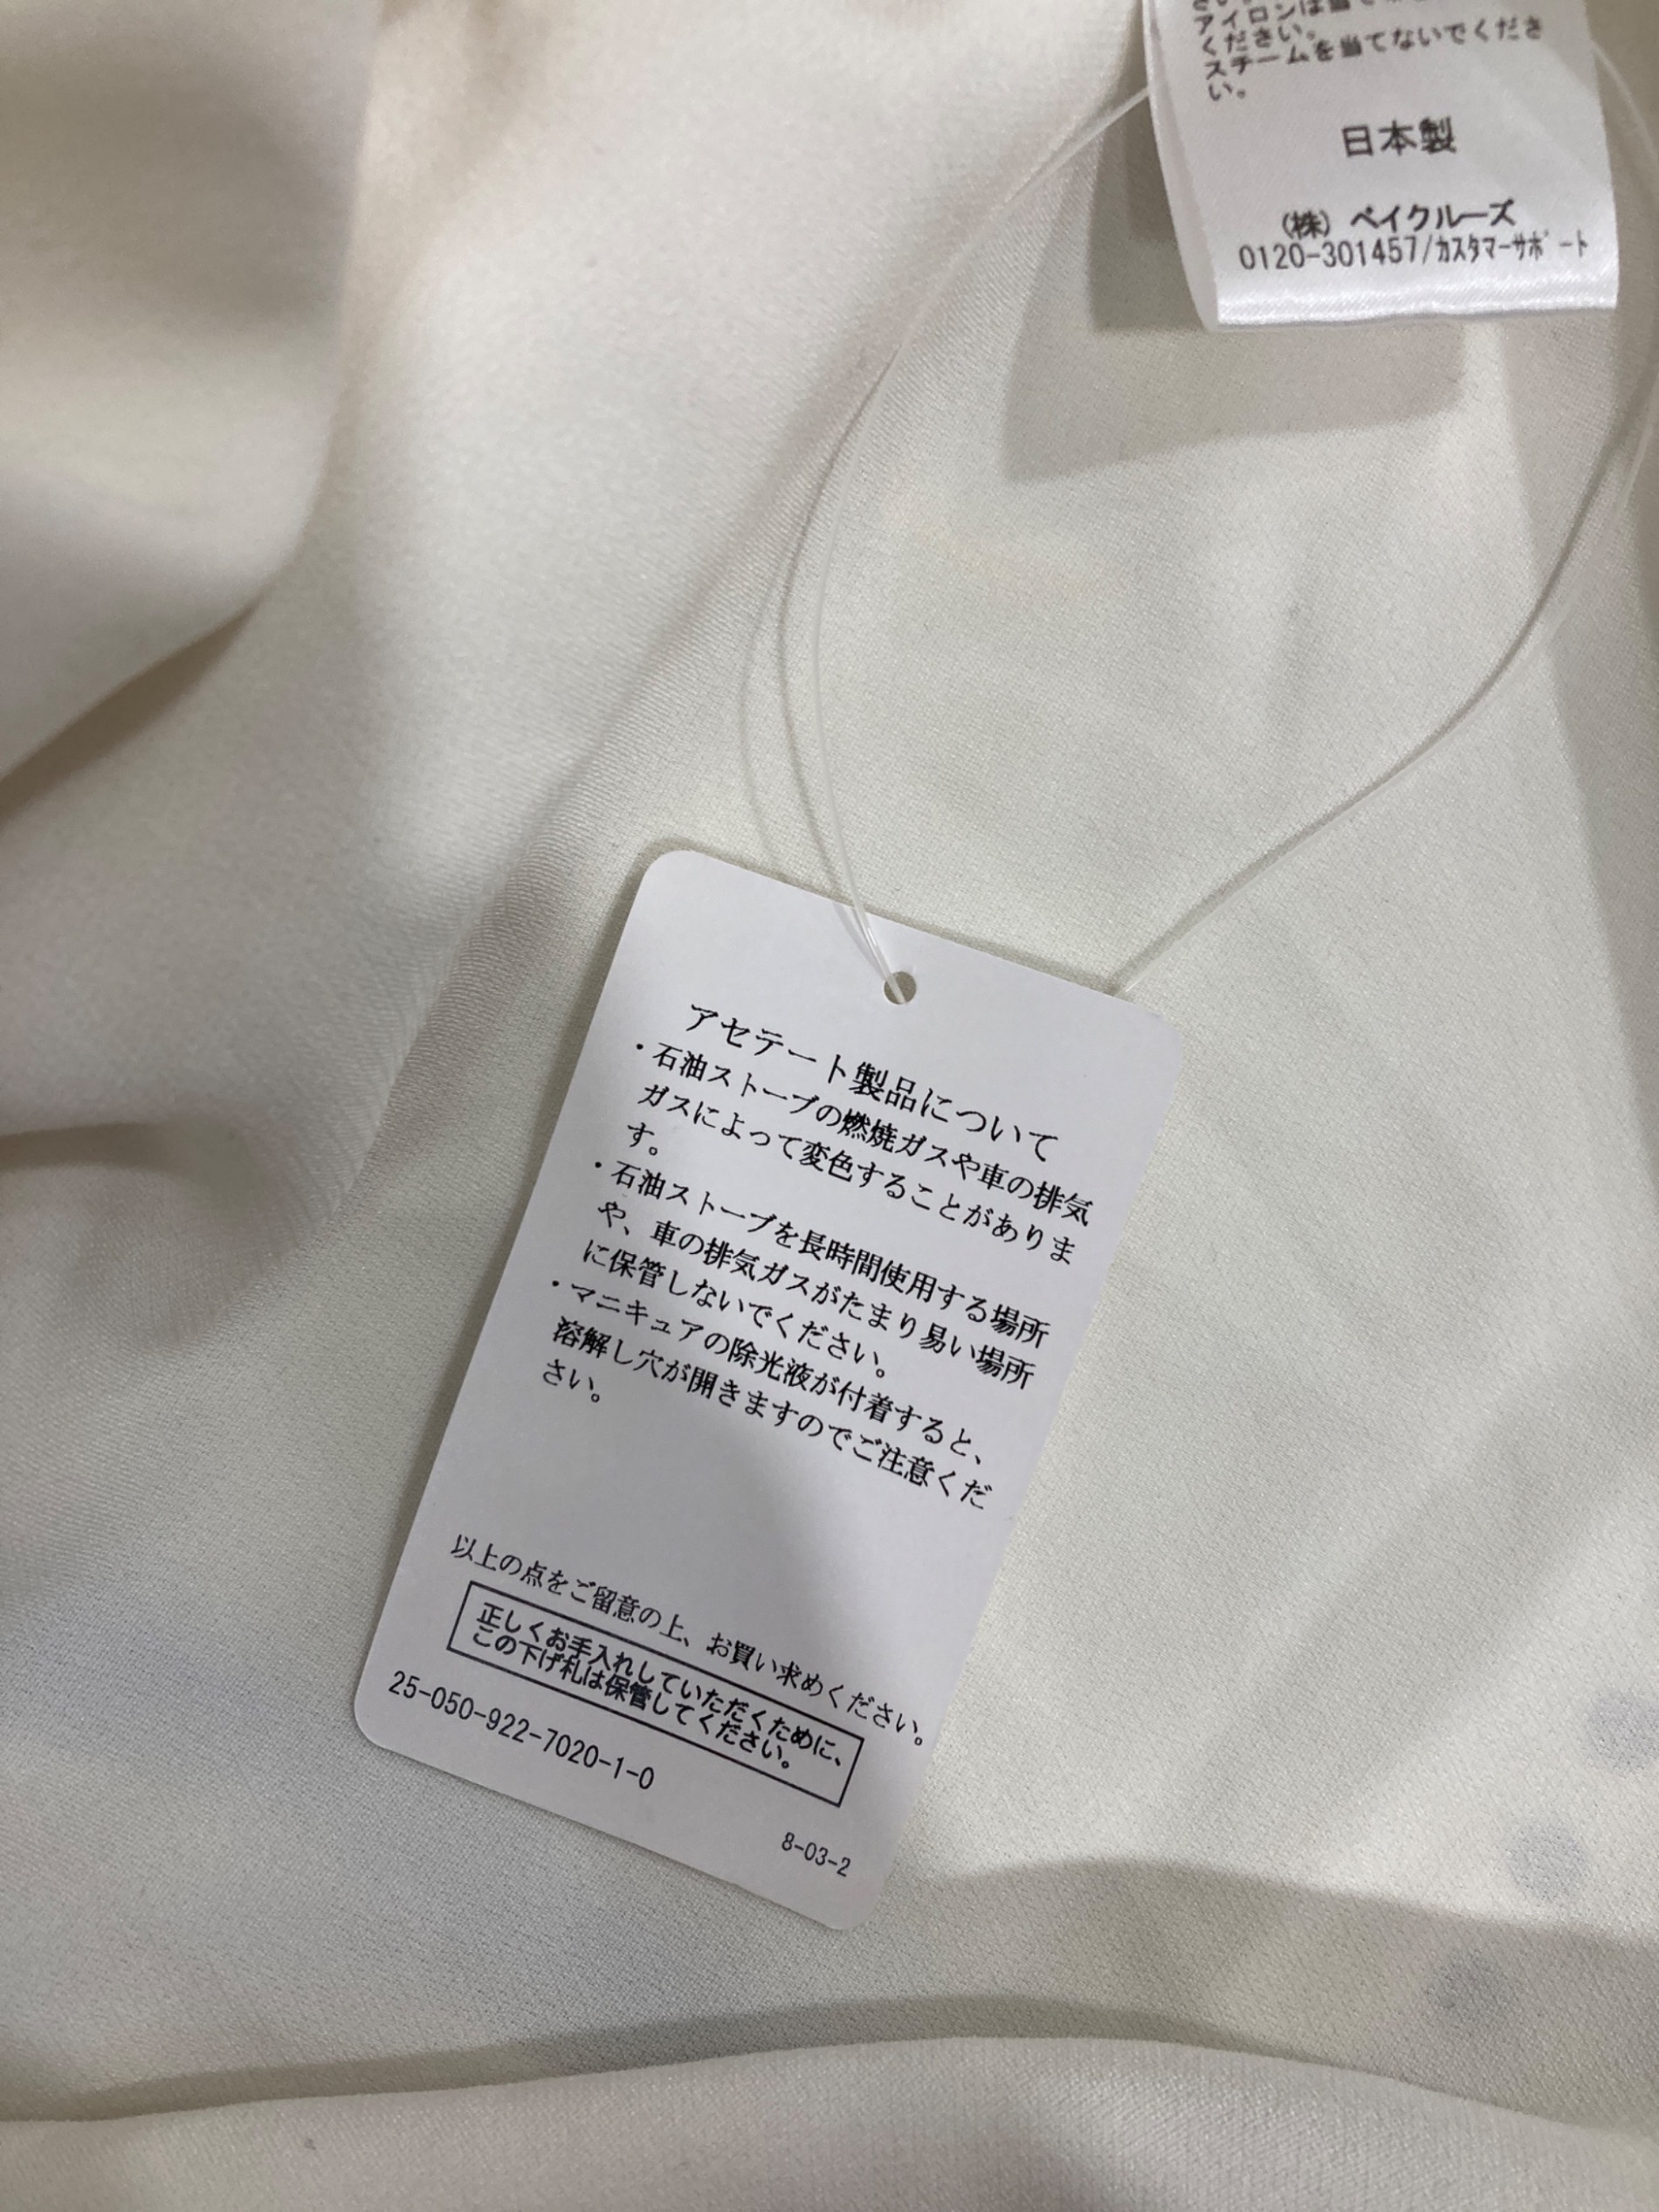 アイロンは当
ください。
スチームを当てないでくださ
い。
日本製
（株）ベイクルーズ
0120-301457/カスタマーサポート
アセテート製品について
・石油ストーブの燃焼ガスや車の排気
ガスによって変色することがありま
す。
・石油ストーブを長時間使用する場所
や、車の排気ガスがたまり易い場所
に保管しないでください。
・マニキュアの除光液が付着すると、
溶解し穴が開きますのでご注意くだ
さい。
以上の点をご留意の上、お買い求めください。
正しくお手入れしていただくために、
この下げ札は保管してください。
25-050-922-7020-1-0
8-03-2